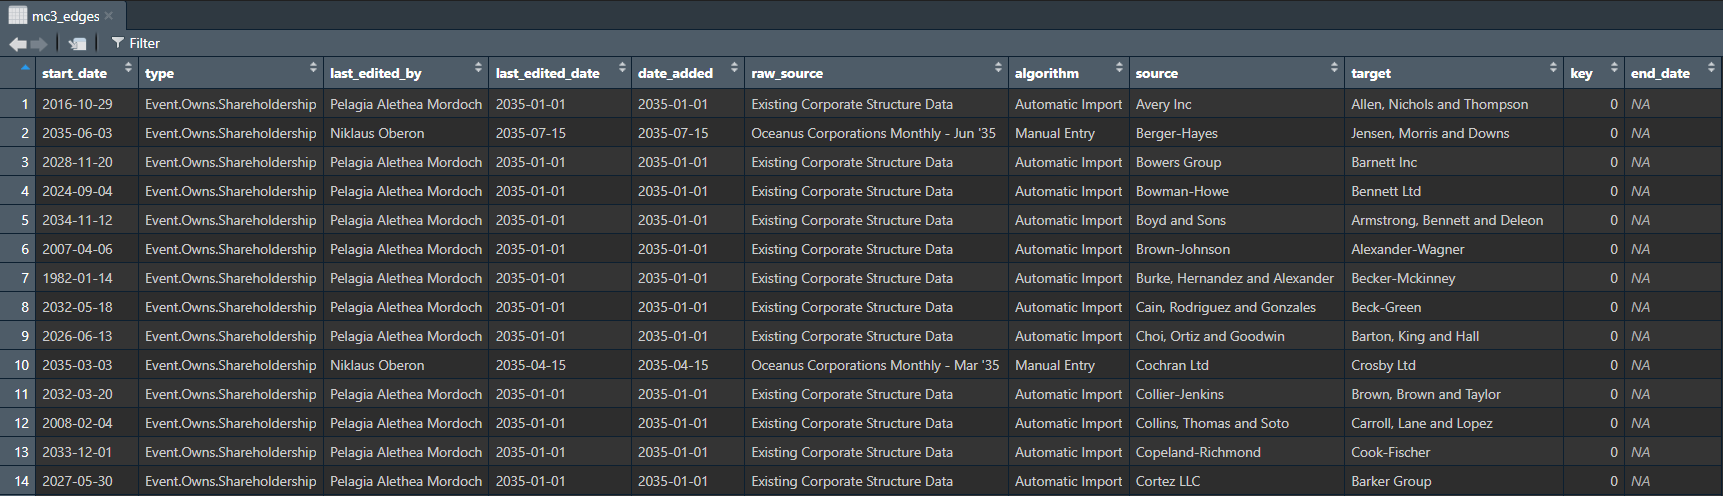 mc3_edges
Filter
start_date type last_edited_by last_edited_date date_added raw_source algorithm source target key end_date
1 2016-10-29 Event.Owns.Shareholdership Pelagia Alethea Mordoch 2035-01-01 2035-01-01 Existing Corporate Structure Data Automatic Import Avery Inc Allen, Nichols and Thompson 0 NA
2 2035-06-03 Event.Owns.Shareholdership Niklaus Oberon 2035-07-15 2035-07-15 Oceanus Corporations Monthly - Jun '35 Manual Entry Berger-Hayes Jensen, Morris and Downs 0 NA
3 2028-11-20 Event.Owns.Shareholdership Pelagia Alethea Mordoch 2035-01-01 2035-01-01 Existing Corporate Structure Data Automatic Import Bowers Group Barnett Inc 0 NA
4 2024-09-04 Event.Owns.Shareholdership Pelagia Alethea Mordoch 2035-01-01 2035-01-01 Existing Corporate Structure Data Automatic Import Bowman-Howe Bennett Ltd 0 NA
5 2034-11-12 Event.Owns.Shareholdership Pelagia Alethea Mordoch 2035-01-01 2035-01-01 Existing Corporate Structure Data Automatic Import Boyd and Sons Armstrong, Bennett and Deleon 0 NA
6 2007-04-06 Event.Owns.Shareholdership Pelagia Alethea Mordoch 2035-01-01 2035-01-01 Existing Corporate Structure Data Automatic Import Brown-Johnson Alexander-Wagner 0 NA
7 1982-01-14 Event.Owns.Shareholdership Pelagia Alethea Mordoch 2035-01-01 2035-01-01 Existing Corporate Structure Data Automatic Import Burke, Hernandez and Alexander Becker-Mckinney 0 NA
8 2032-05-18 Event.Owns.Shareholdership Pelagia Alethea Mordoch 2035-01-01 2035-01-01 Existing Corporate Structure Data Automatic Import Cain, Rodriguez and Gonzales Beck-Green 0 NA
9 2026-06-13 Event.Owns.Shareholdership Pelagia Alethea Mordoch 2035-01-01 2035-01-01 Existing Corporate Structure Data Automatic Import Choi, Ortiz and Goodwin Barton, King and Hall 0 NA
10 2035-03-03 Event.Owns.Shareholdership Niklaus Oberon 2035-04-15 2035-04-15 Oceanus Corporations Monthly - Mar '35 Manual Entry Cochran Ltd Crosby Ltd 0 NA
11 2032-03-20 Event.Owns.Shareholdership Pelagia Alethea Mordoch 2035-01-01 2035-01-01 Existing Corporate Structure Data Automatic Import Collier-Jenkins Brown, Brown and Taylor 0 NA
12 2008-02-04 Event.Owns.Shareholdership Pelagia Alethea Mordoch 2035-01-01 2035-01-01 Existing Corporate Structure Data Automatic Import Collins, Thomas and Soto Carroll, Lane and Lopez 0 NA
13 2033-12-01 Event.Owns.Shareholdership Pelagia Alethea Mordoch 2035-01-01 2035-01-01 Existing Corporate Structure Data Automatic Import Copeland-Richmond Cook-Fischer 0 NA
14 2027-05-30 Event.Owns.Shareholdership Pelagia Alethea Mordoch 2035-01-01 2035-01-01 Existing Corporate Structure Data Automatic Import Cortez LLC Barker Group 0 NA